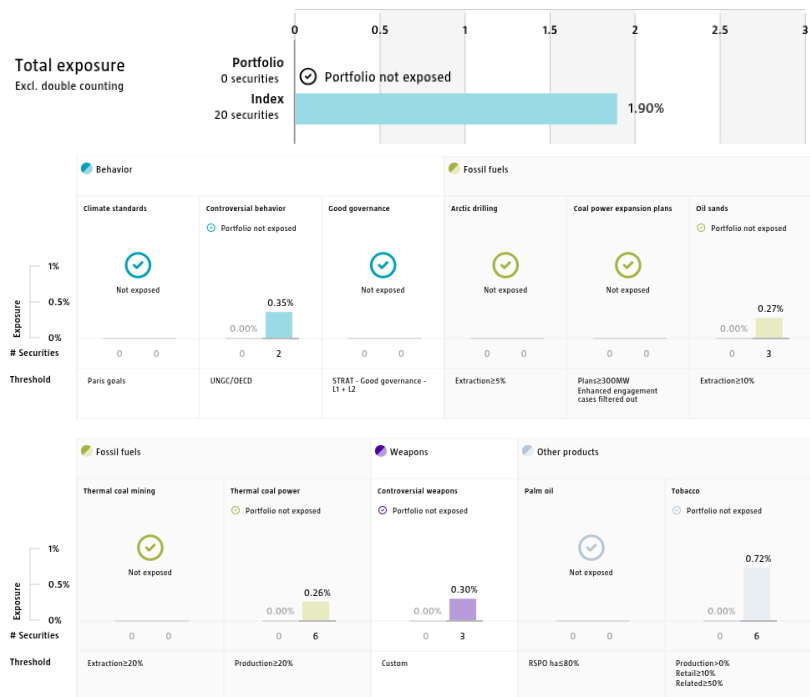 0 0.5 1 1.5 2 2.5 3
Total exposure
Excl. double counting
Portfolio
0 securities
Portfolio not exposed
Index
20 securities
1.90%
Behavior
Fossil fuels
Climate standards
Controversial behavior
Good governance
Arctic drilling
Coal power expansion plans
Oil sands
Portfolio not exposed
Portfolio not exposed
Not exposed
Not exposed
Not exposed
Not exposed
Exposure
1%
0.5%
0%
0.00%
0.35%
0.00%
0.27%
# Securities
0 0
0 2
0 0
0 0
0 0
0 3
Threshold
Paris goals
UNGC/OECD
STRAT - Good governance -
L1 + L2
Extraction≥5%
Plans≥300MW
Enhanced engagement
cases filtered out
Extraction≥10%
Fossil fuels
Weapons
Other products
Thermal coal mining
Thermal coal power
Controversial weapons
Palm oil
Tobacco
Portfolio not exposed
Portfolio not exposed
Portfolio not exposed
Not exposed
Not exposed
Exposure
1%
0.5%
0%
0.00%
0.26%
0.00%
0.30%
0.00%
0.72%
# Securities
0 0
0 6
0 3
0 0
0 6
Threshold
Extraction≥20%
Production≥20%
Custom
RSPO ha≤80%
Production>0%
Retail≥10%
Related≥50%